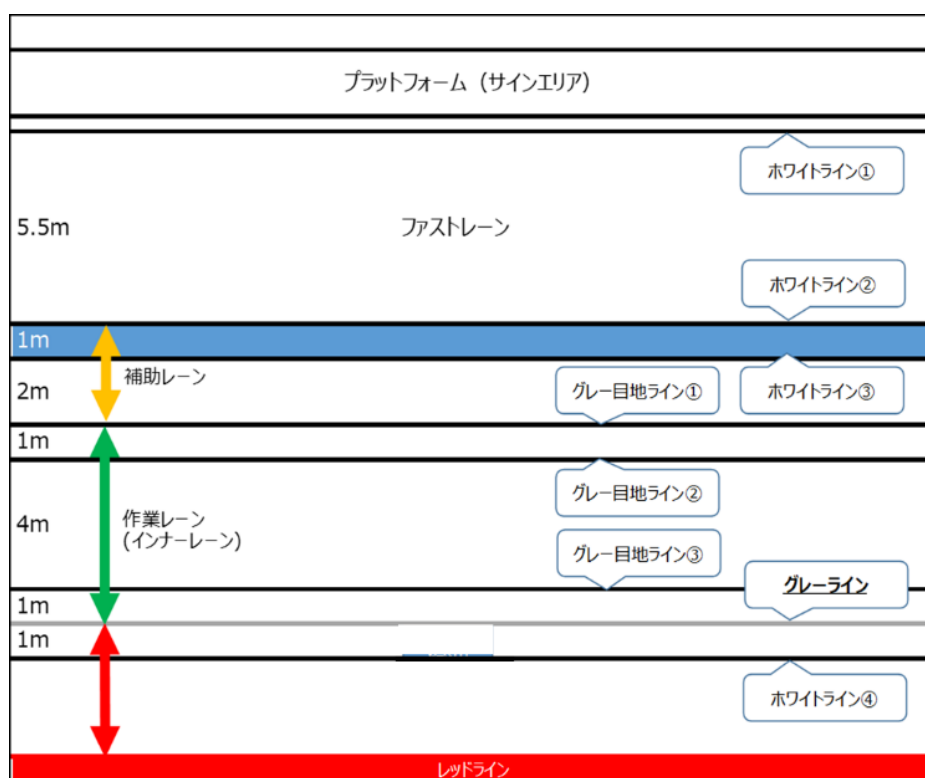 プラットフォーム（サインエリア）
ホワイトライン①
5.5m
ファストレーン
ホワイトライン②
1m
補助レーン
2m
グレー目地ライン①
ホワイトライン③
1m
グレー目地ライン②
4m
作業レーン
(インナーレーン)
グレー目地ライン③
グレーライン
1m
1m
ホワイトライン④
レッドライン